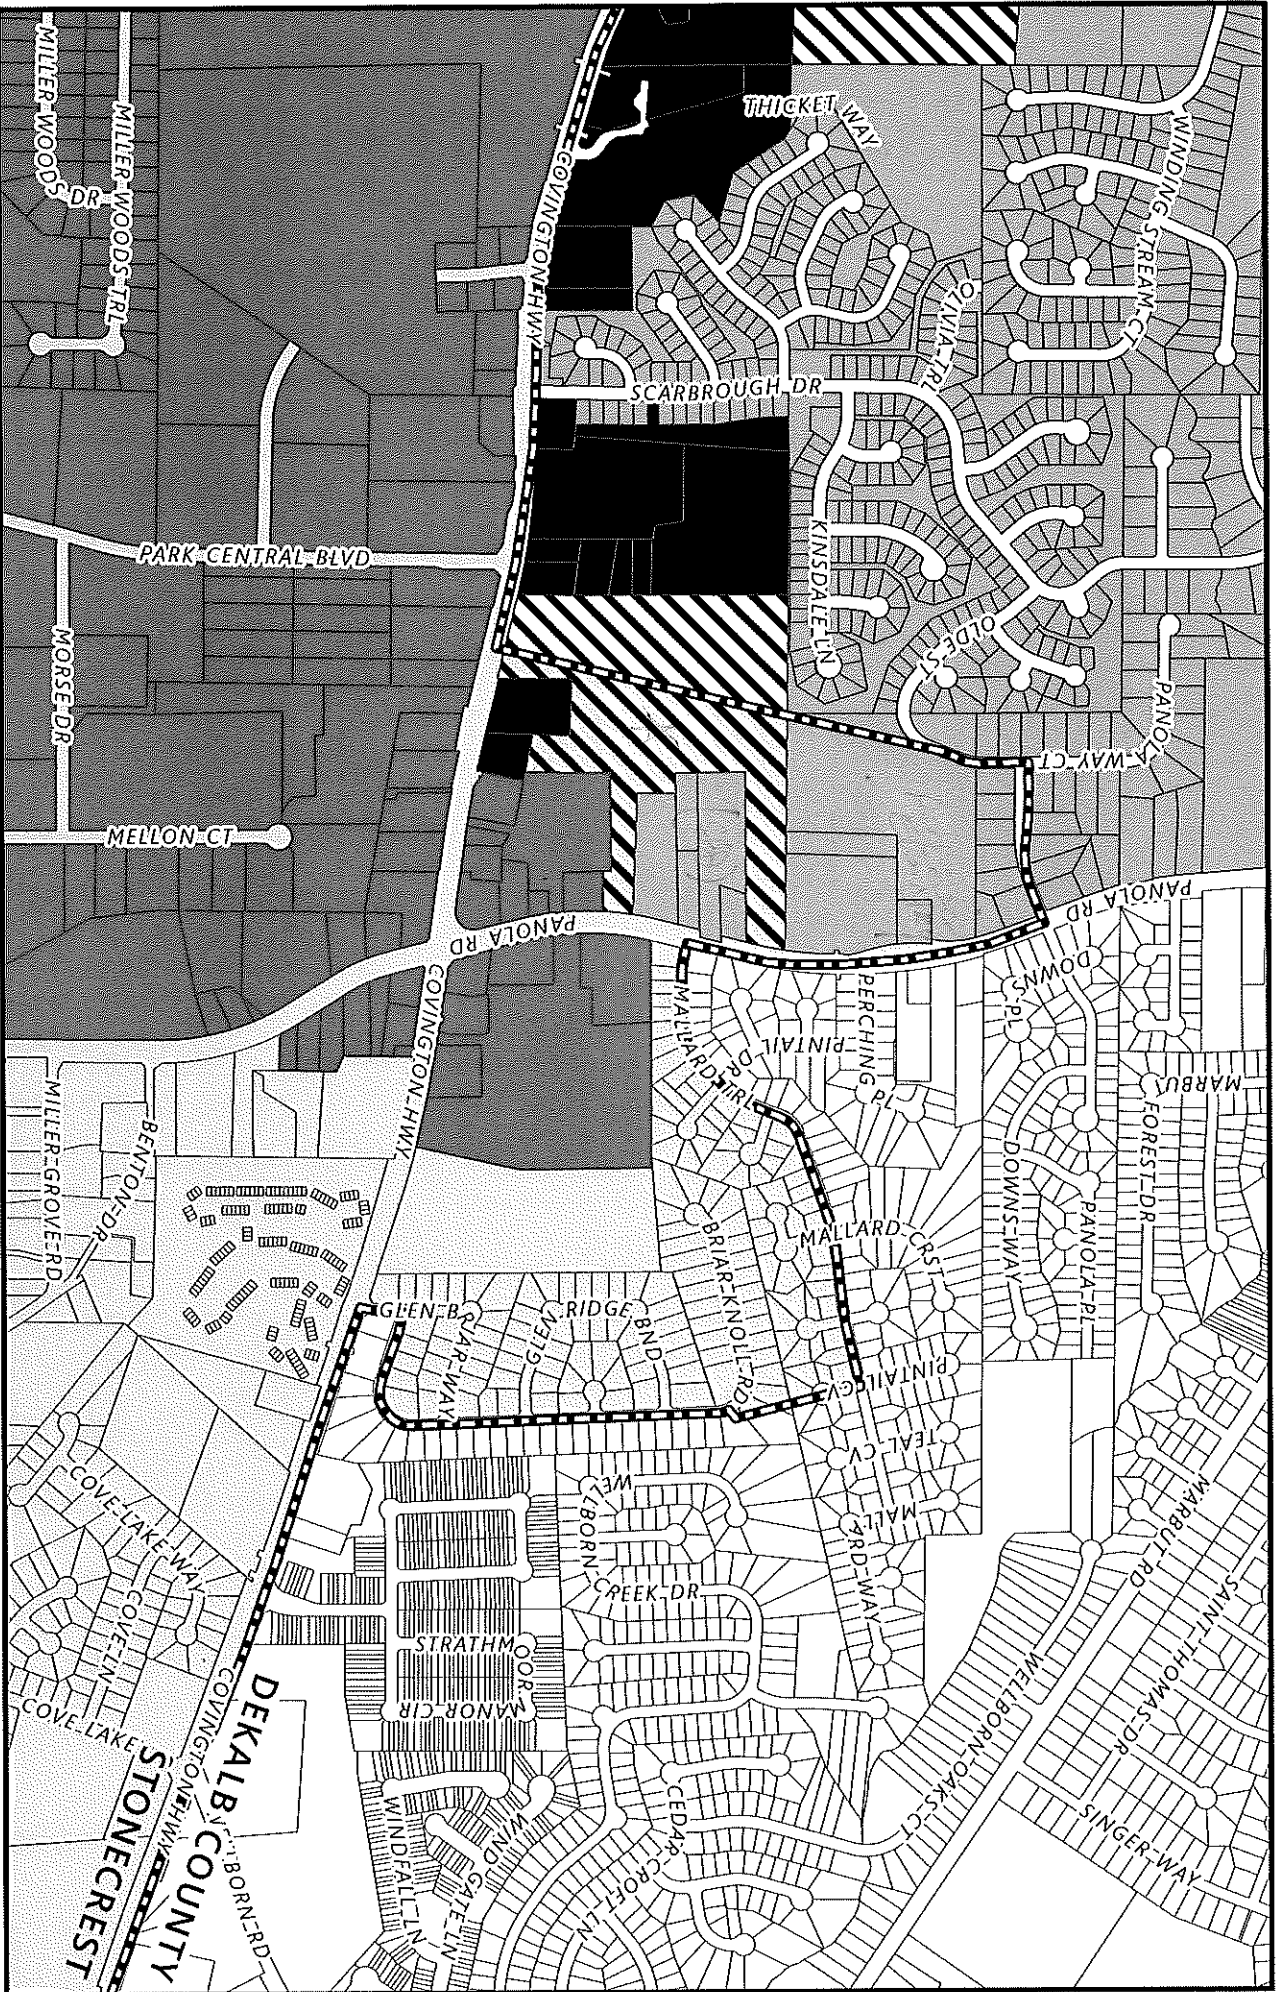 MILLER WOODS DR
MILLER WOODS TRL
COVINGTON HWY
THICKET WAY
WINDING STREAM CT
OLIVIA TRL
SCARBROUGH DR
PARK CENTRAL BLVD
KINSDALE LN
OLDE ST
PANOLA WAY CT
MORSE DR
MELLON CT
PANOLA RD
PANOLA RD
COVINGTON HWY
MALLARD TRL
PINTAIL DR
PERCHING PL
DOWNS PL
MARBU
FOREST DR
DOWNS WAY
PANOLA PL
MALLARD CRST
BRIAR KNOLL RD
MILLER GROVE RD
BENTON DR
GLEN BRIAR WAY
GLEN RIDGE BND
PINTAIL CV
TEAL CV
MALLARD WAY
WELLBORN CREEK DR
MARBUT RD
SAINT THOMAS DR
WELLBORN OAKS CT
SINGER WAY
COVE LAKE WAY
COVE LN
COVE LAKE
STRATHMOOR MANOR CIR
CEDAR CROFT LN
WINDFALL LN
WIND GATE LN
COVINGTON HWY
BORN RD
DEKALB COUNTY
STONECREST